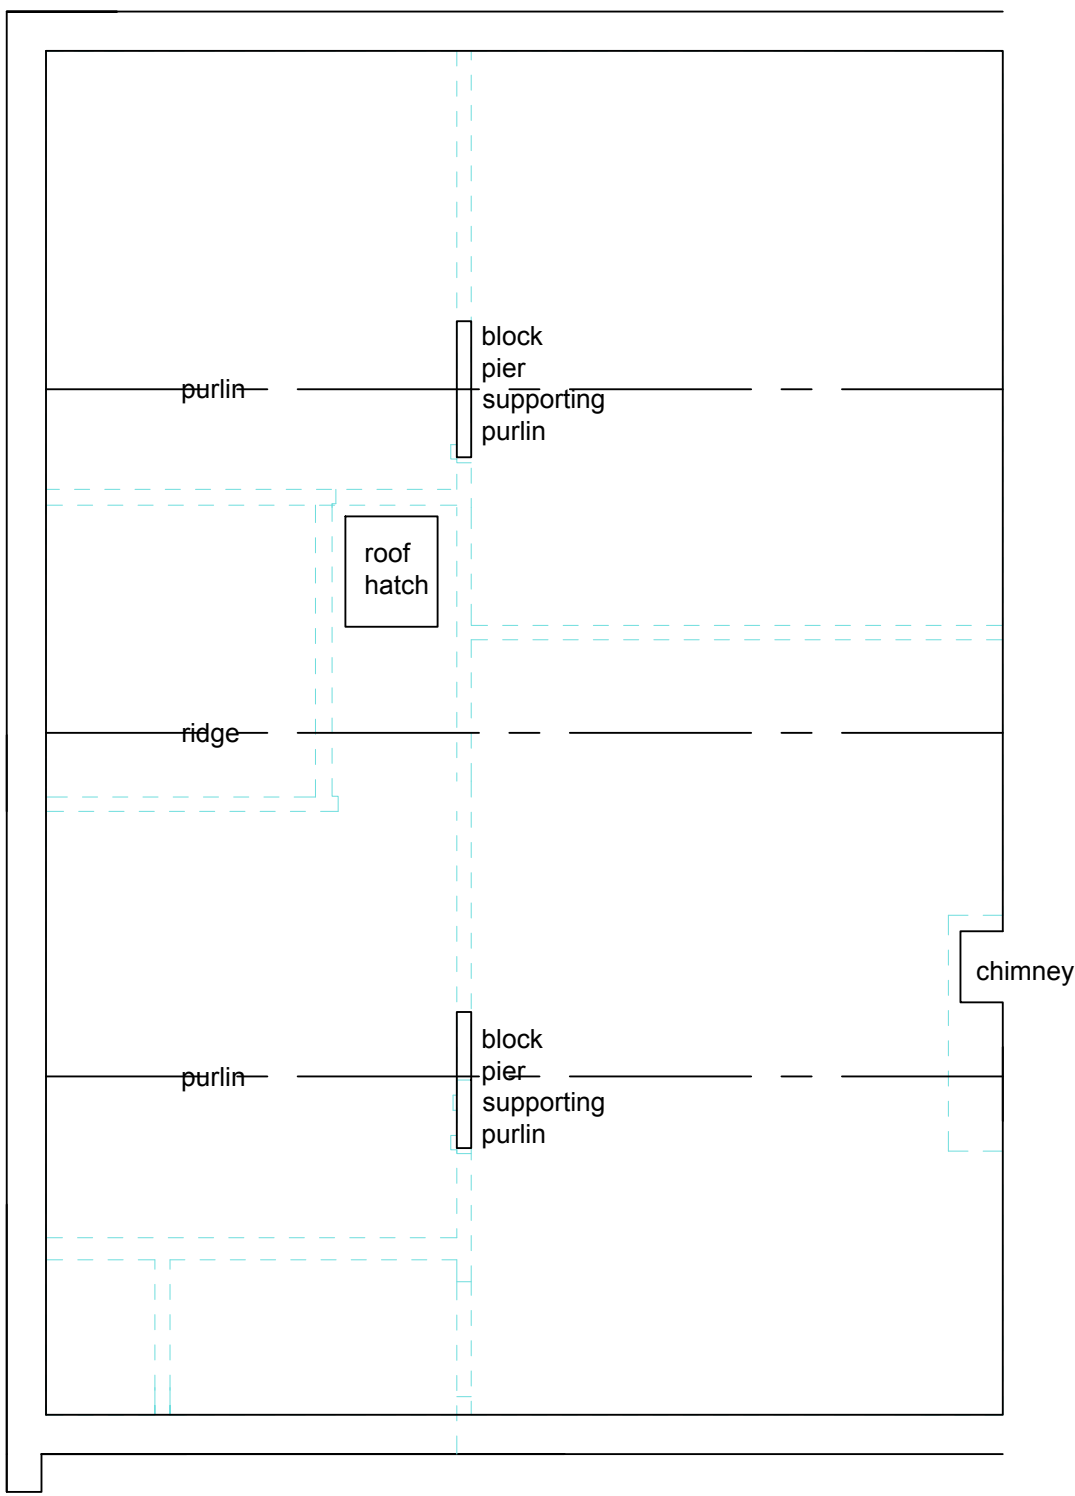 block
pier
supporting
purlin
purlin
roof
hatch
ridge
chimney
block
pier
supporting
purlin
purlin